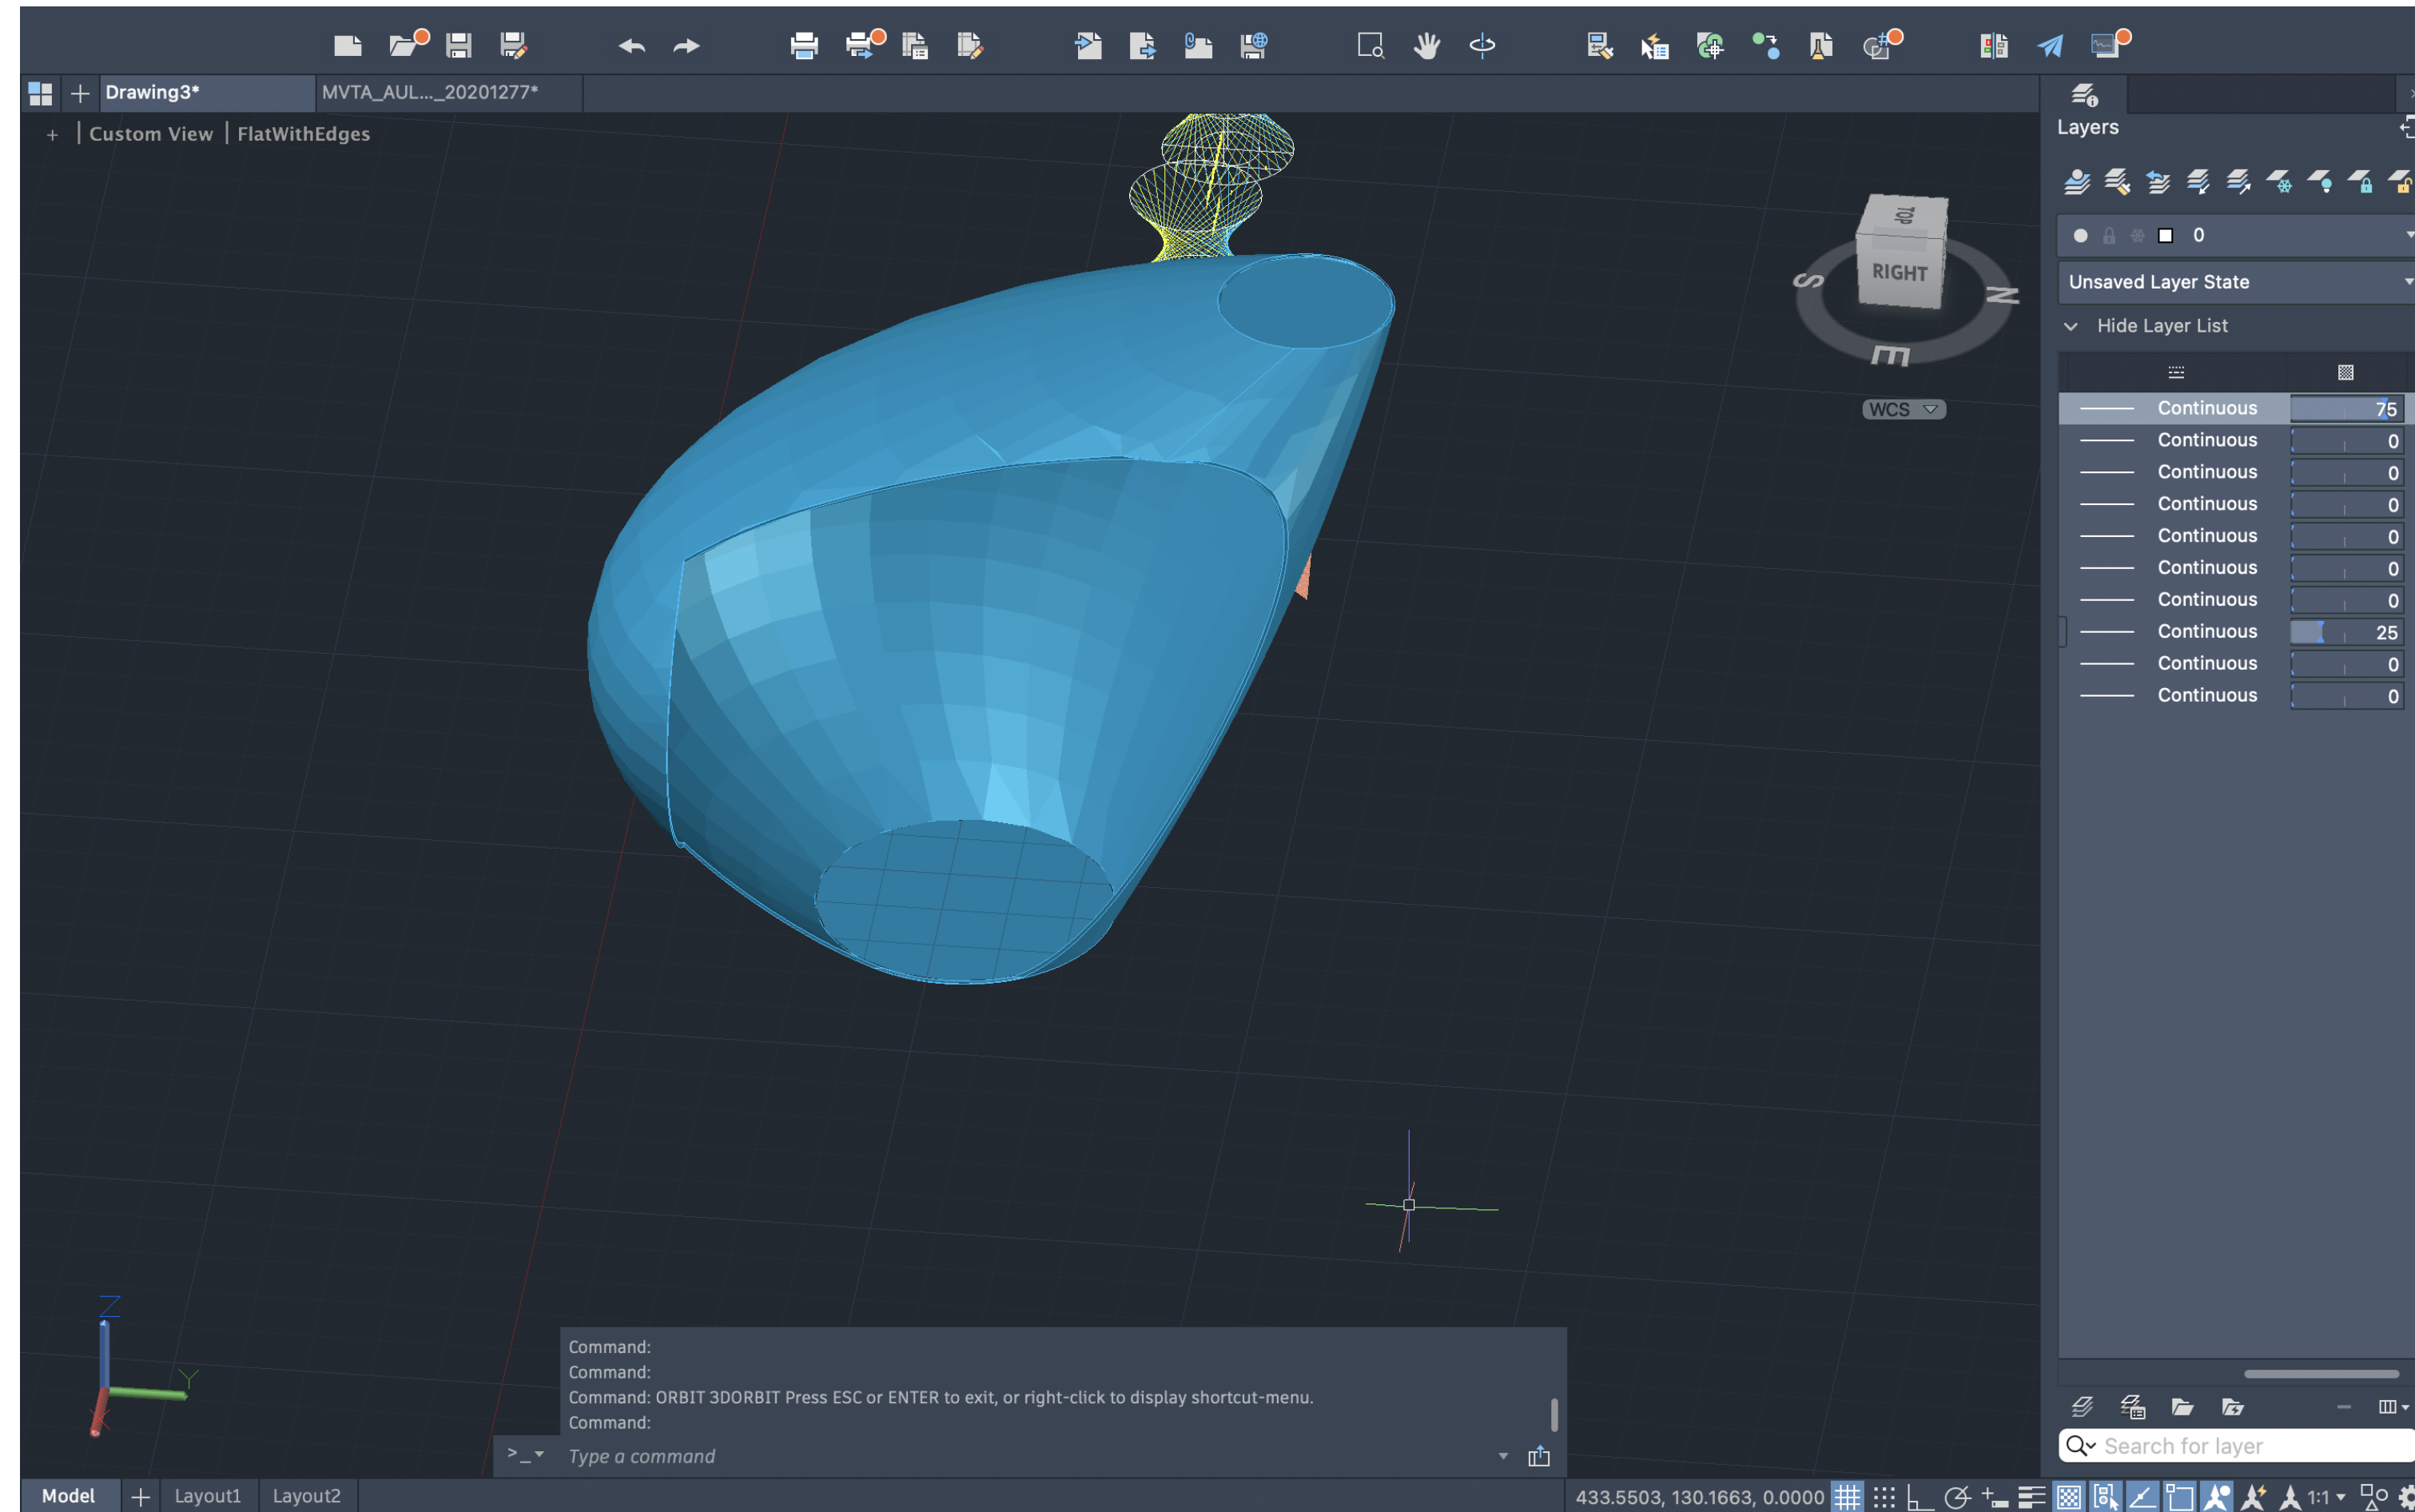 Drawing3*
MVTA_AUL..._20201277*
+ | Custom View | FlatWithEdges
Layers
TOP
RIGHT
S
N
E
WCS
0
Unsaved Layer State
Hide Layer List
Continuous 75
Continuous 0
Continuous 0
Continuous 0
Continuous 0
Continuous 0
Continuous 0
Continuous 25
Continuous 0
Continuous 0
Z
Y
X
Command:
Command:
Command: ORBIT 3DORBIT Press ESC or ENTER to exit, or right-click to display shortcut-menu.
Command:
>_ Type a command
Search for layer
Model + Layout1 Layout2
433.5503, 130.1663, 0.0000
1:1